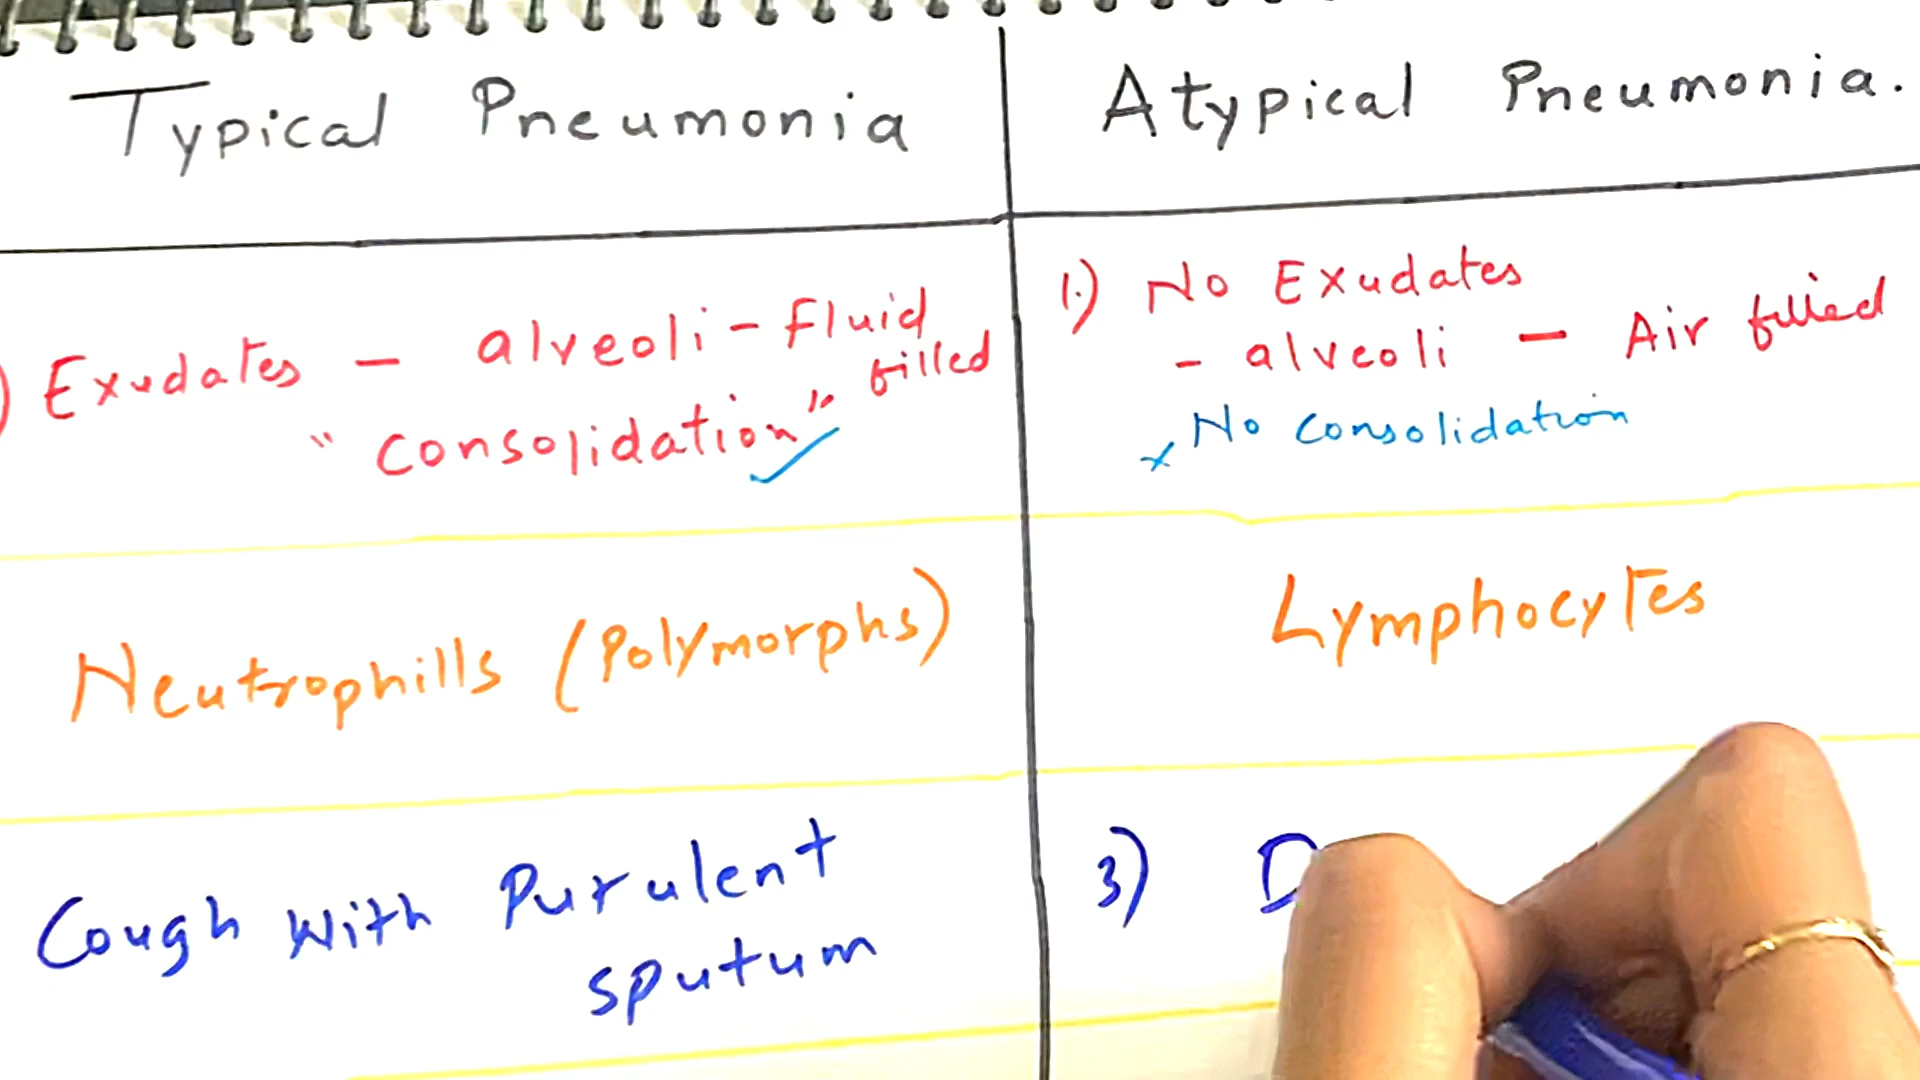 Typical Pneumonia
Atypical Pneumonia.
) Exudates - alveoli - Fluid filled
"consolidation"
1.) No Exudates
- alveoli - Air filled
x No consolidation
Neutrophills (Polymorphs)
Lymphocytes
Cough with Purulent
sputum
3) D